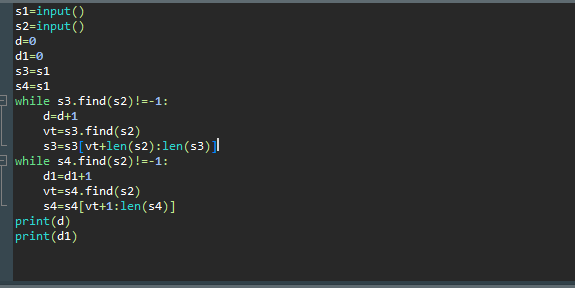 s1=input()
s2=input()
d=0
d1=0
s3=s1
s4=s1
while s3.find(s2)!=-1:
    d=d+1
    vt=s3.find(s2)
    s3=s3[vt+len(s2):len(s3)]
while s4.find(s2)!=-1:
    d1=d1+1
    vt=s4.find(s2)
    s4=s4[vt+1:len(s4)]
print(d)
print(d1)